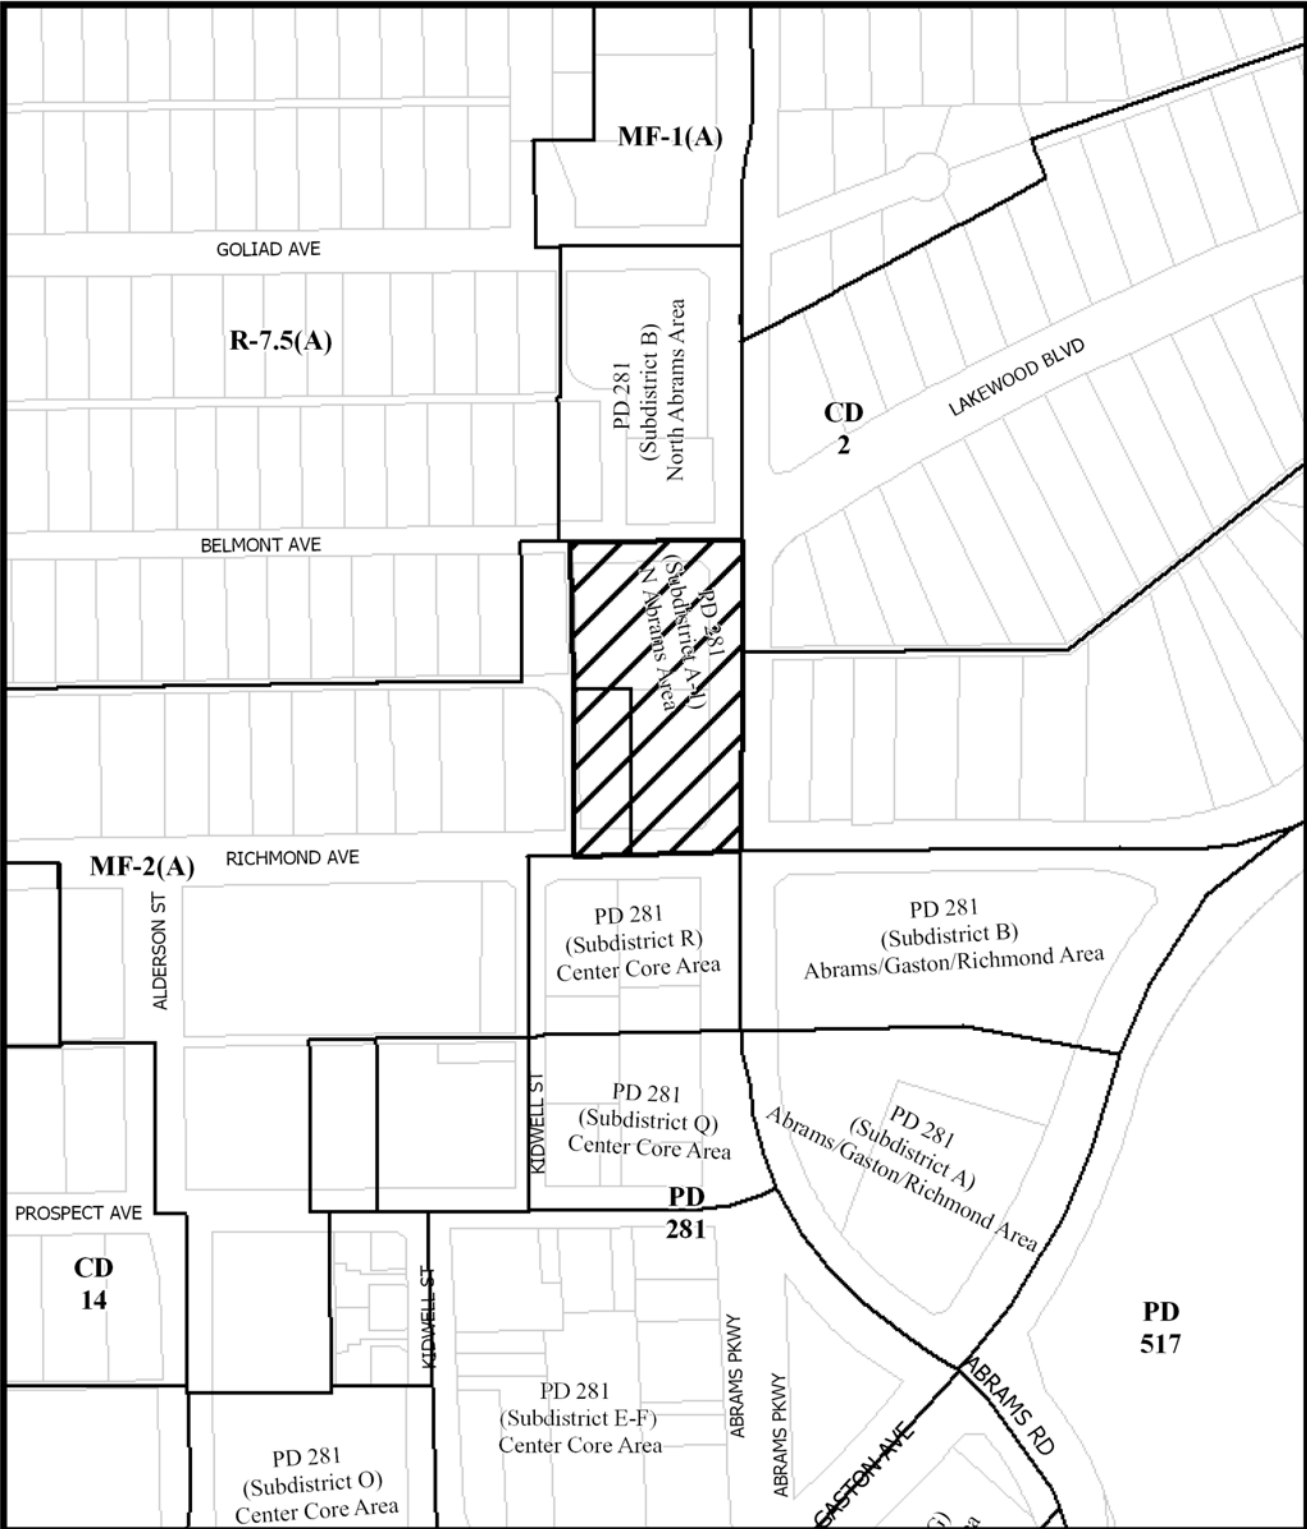 MF-1(A)
GOLIAD AVE
R-7.5(A)
PD 281
(Subdistrict B)
North Abrams Area
LAKEWOOD BLVD
CD
2
BELMONT AVE
PD 281
(Subdistrict A-1)
N Abrams Area
RICHMOND AVE
MF-2(A)
ALDERSON ST
PD 281
(Subdistrict R)
Center Core Area
PD 281
(Subdistrict B)
Abrams/Gaston/Richmond Area
KIDWELL ST
PD 281
(Subdistrict Q)
Center Core Area
PD 281
(Subdistrict A)
Abrams/Gaston/Richmond Area
PROSPECT AVE
PD
281
CD
14
KIDWELL ST
PD
517
ABRAMS PKWY
ABRAMS PKWY
ABRAMS RD
GASTON AVE
PD 281
(Subdistrict E-F)
Center Core Area
PD 281
(Subdistrict O)
Center Core Area